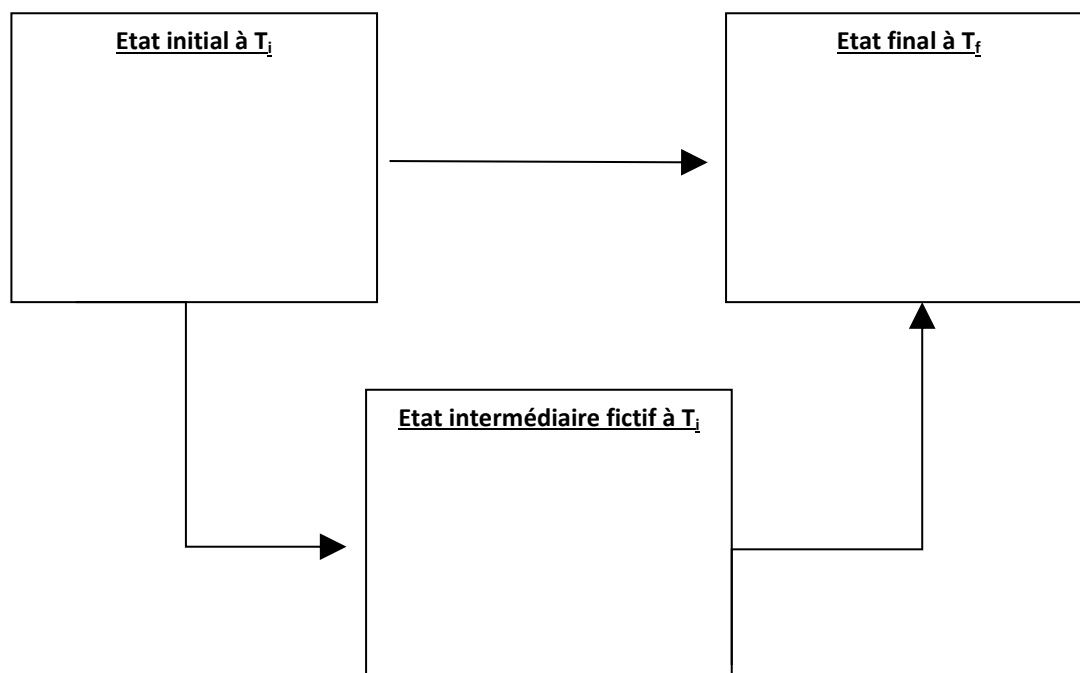 Etat initial à Ti
Etat final à Tf
Etat intermédiaire fictif à Ti